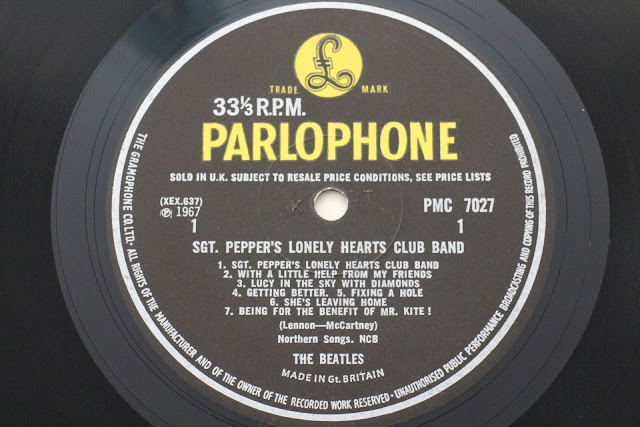 £
TRADE MARK
33⅓ R.P.M.
PARLOPHONE
SOLD IN U.K. SUBJECT TO RESALE PRICE CONDITIONS, SEE PRICE LISTS
(XEX.637)
℗ 1967
1
PMC 7027
1
SGT. PEPPER'S LONELY HEARTS CLUB BAND
1. SGT. PEPPER'S LONELY HEARTS CLUB BAND
2. WITH A LITTLE HELP FROM MY FRIENDS
3. LUCY IN THE SKY WITH DIAMONDS
4. GETTING BETTER. 5. FIXING A HOLE
6. SHE'S LEAVING HOME
7. BEING FOR THE BENEFIT OF MR. KITE!
(Lennon—McCartney)
Northern Songs. NCB
THE BEATLES
MADE IN Gt. BRITAIN
THE GRAMOPHONE CO. LTD. · ALL RIGHTS OF THE MANUFACTURER AND OF THE OWNER OF THE RECORDED WORK RESERVED · UNAUTHORISED PUBLIC PERFORMANCE BROADCASTING AND COPYING OF THIS RECORD PROHIBITED